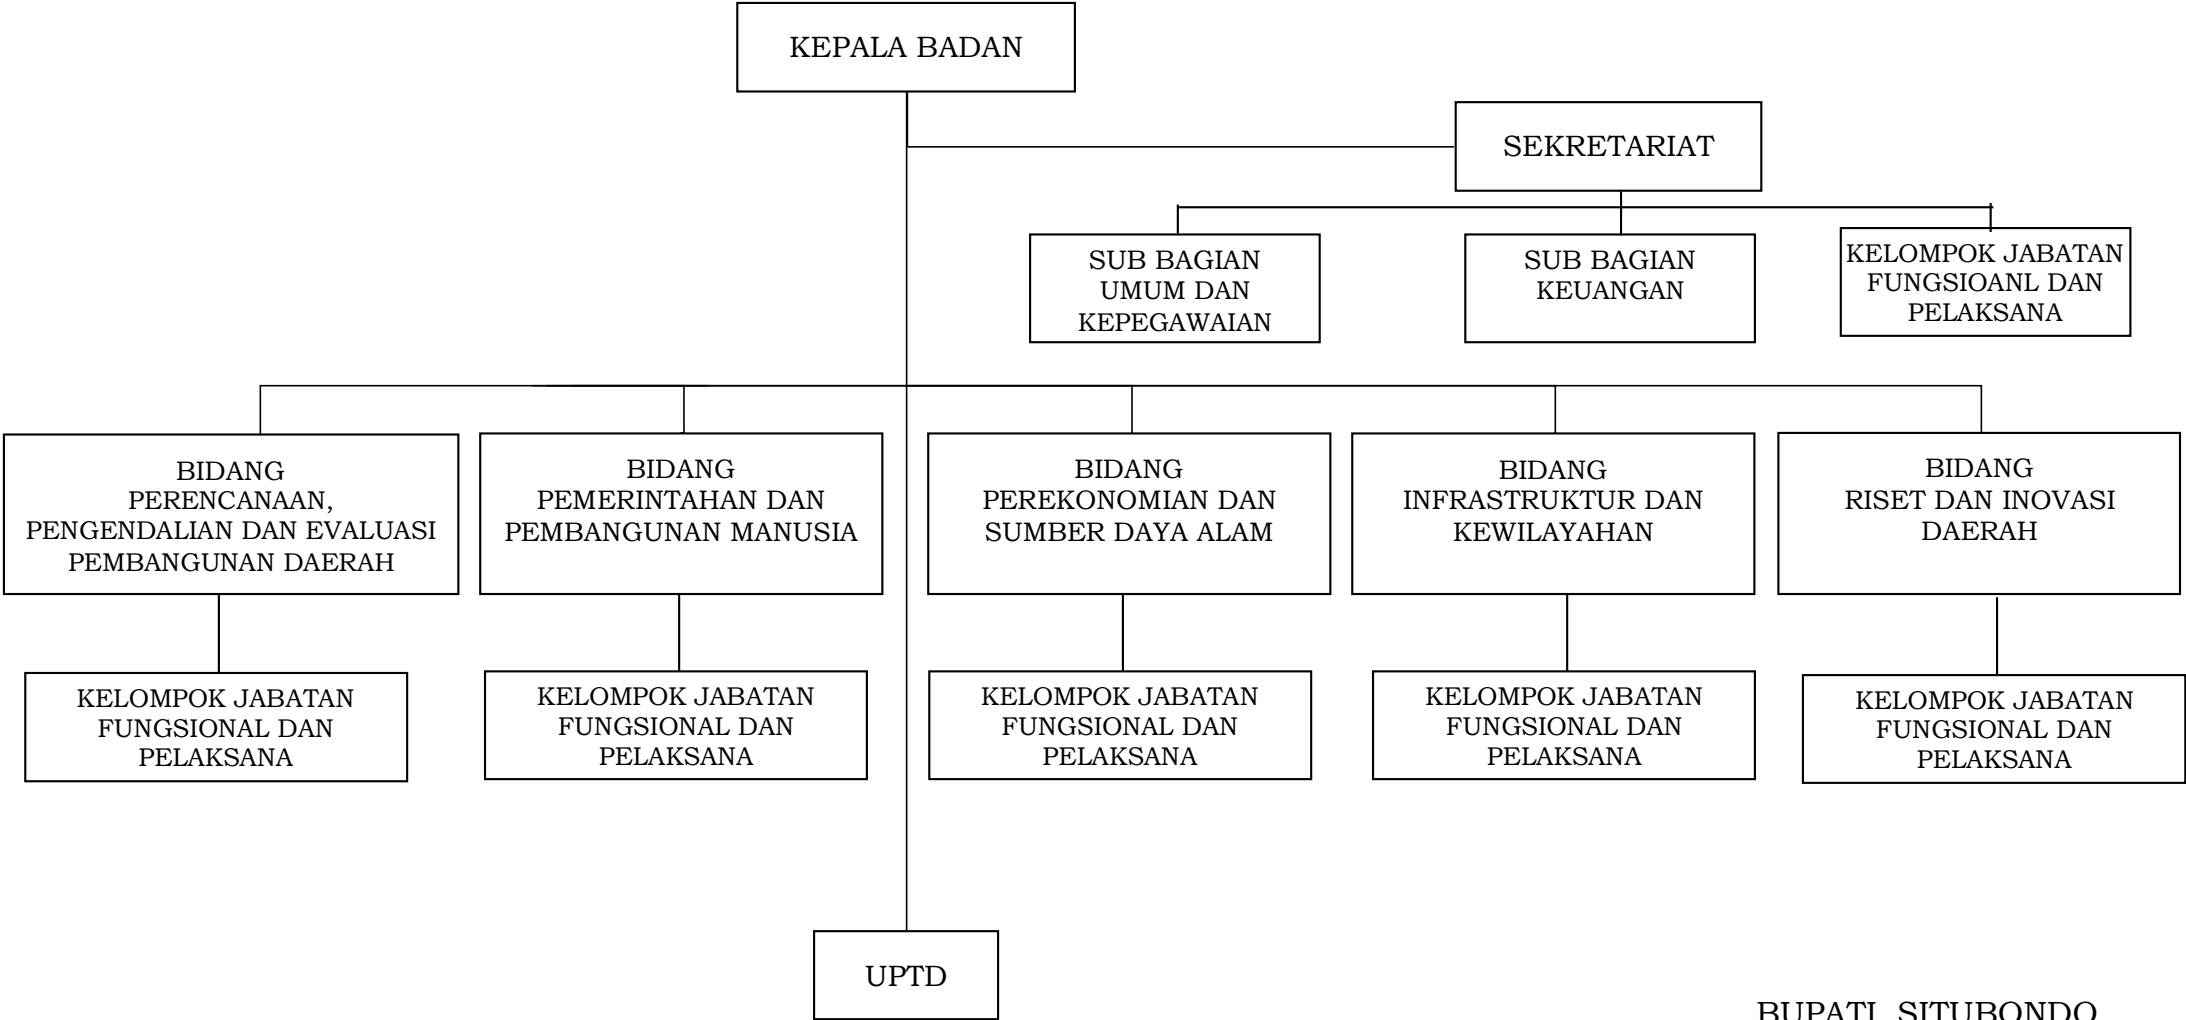 KEPALA BADAN
SEKRETARIAT
SUB BAGIAN
UMUM DAN
KEPEGAWAIAN
SUB BAGIAN
KEUANGAN
KELOMPOK JABATAN
FUNGSIOANL DAN
PELAKSANA
BIDANG
PERENCANAAN,
PENGENDALIAN DAN EVALUASI
PEMBANGUNAN DAERAH
BIDANG
PEMERINTAHAN DAN
PEMBANGUNAN MANUSIA
BIDANG
PEREKONOMIAN DAN
SUMBER DAYA ALAM
BIDANG
INFRASTRUKTUR DAN
KEWILAYAHAN
BIDANG
RISET DAN INOVASI
DAERAH
KELOMPOK JABATAN
FUNGSIONAL DAN
PELAKSANA
KELOMPOK JABATAN
FUNGSIONAL DAN
PELAKSANA
KELOMPOK JABATAN
FUNGSIONAL DAN
PELAKSANA
KELOMPOK JABATAN
FUNGSIONAL DAN
PELAKSANA
KELOMPOK JABATAN
FUNGSIONAL DAN
PELAKSANA
UPTD
BUPATI SITUBONDO